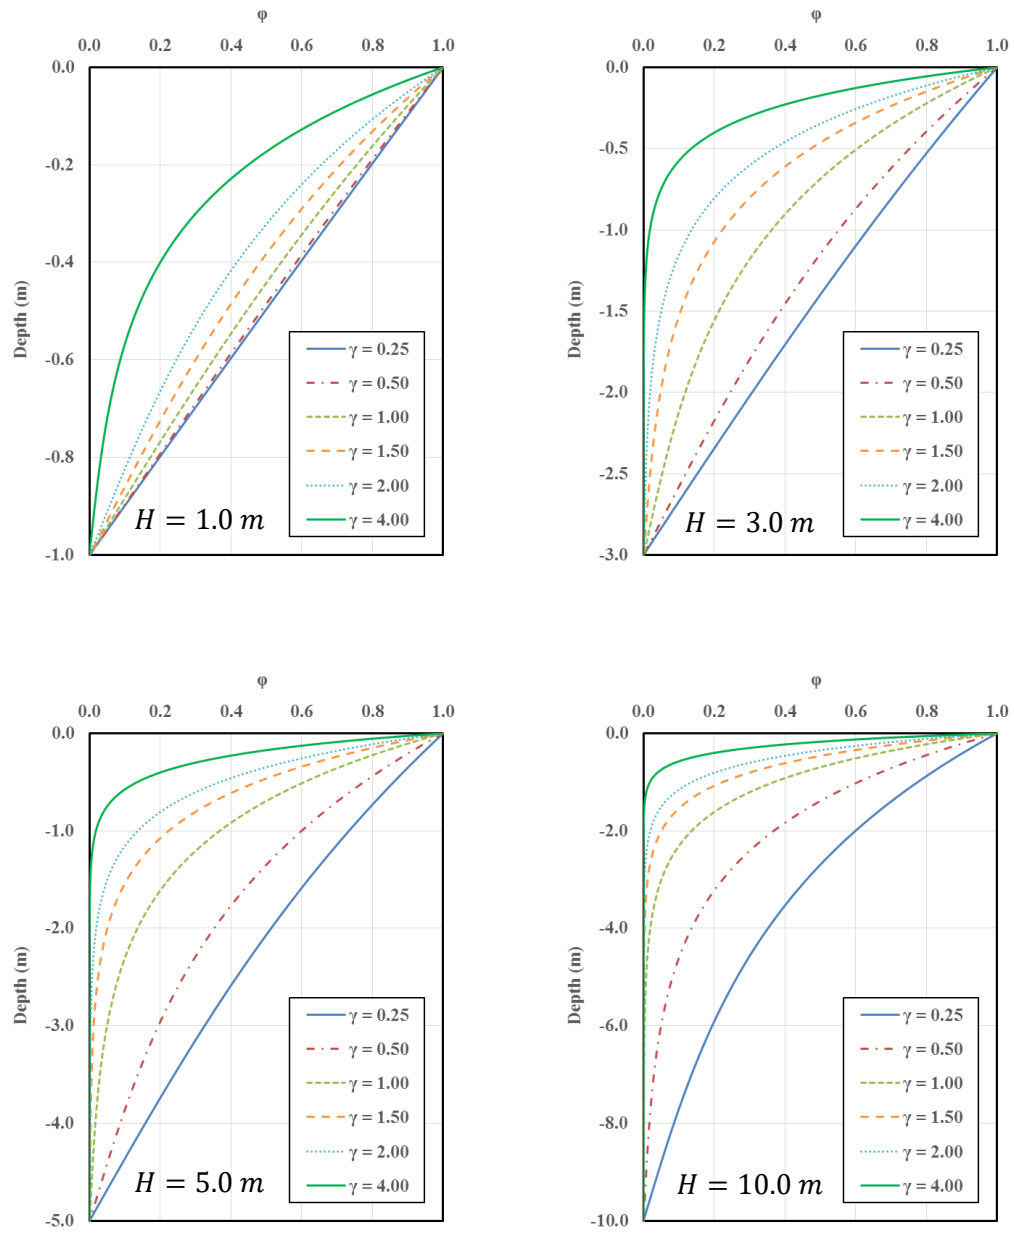 φ
0.0 0.2 0.4 0.6 0.8 1.0
0.0
-0.2
-0.4
-0.6
-0.8
-1.0
Depth (m)
γ = 0.25
γ = 0.50
γ = 1.00
γ = 1.50
γ = 2.00
γ = 4.00
H = 1.0 m
φ
0.0 0.2 0.4 0.6 0.8 1.0
0.0
-0.5
-1.0
-1.5
-2.0
-2.5
-3.0
Depth (m)
γ = 0.25
γ = 0.50
γ = 1.00
γ = 1.50
γ = 2.00
γ = 4.00
H = 3.0 m
φ
0.0 0.2 0.4 0.6 0.8 1.0
0.0
-1.0
-2.0
-3.0
-4.0
-5.0
Depth (m)
γ = 0.25
γ = 0.50
γ = 1.00
γ = 1.50
γ = 2.00
γ = 4.00
H = 5.0 m
φ
0.0 0.2 0.4 0.6 0.8 1.0
0.0
-2.0
-4.0
-6.0
-8.0
-10.0
Depth (m)
γ = 0.25
γ = 0.50
γ = 1.00
γ = 1.50
γ = 2.00
γ = 4.00
H = 10.0 m